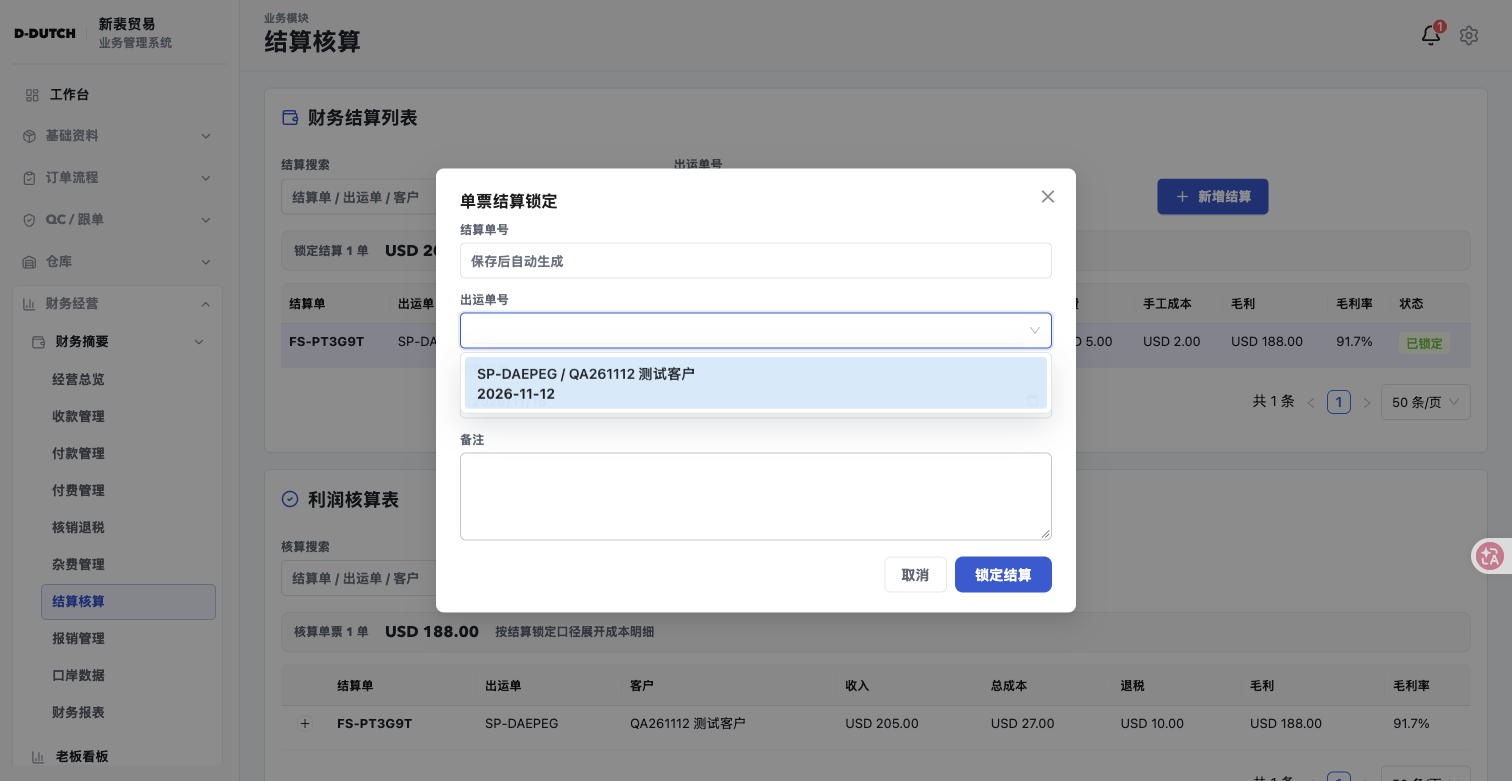 D-DUTCH
新裴贸易
业务管理系统
工作台
基础资料
订单流程
QC / 跟单
仓库
财务经营
财务摘要
经营总览
收款管理
付款管理
付费管理
核销退税
杂费管理
结算核算
报销管理
口岸数据
财务报表
老板看板
业务模块
结算核算
1
财务结算列表
结算搜索
出运单号
结算单 / 出运单 / 客户
新增结算
锁定结算 1 单 USD 20
结算单 出运单 手工成本 毛利 毛利率 状态
FS-PT3G9T SP-DA 5.00 USD 2.00 USD 188.00 91.7% 已锁定
共 1 条 1 50 条/页
单票结算锁定
结算单号
保存后自动生成
出运单号
SP-DAEPEG / QA261112 测试客户
2026-11-12
备注
取消 锁定结算
利润核算表
核算搜索
结算单 / 出运单 / 客户
核算单票 1 单 USD 188.00 按结算锁定口径展开成本明细
结算单 出运单 客户 收入 总成本 退税 毛利 毛利率
FS-PT3G9T SP-DAEPEG QA261112 测试客户 USD 205.00 USD 27.00 USD 10.00 USD 188.00 91.7%